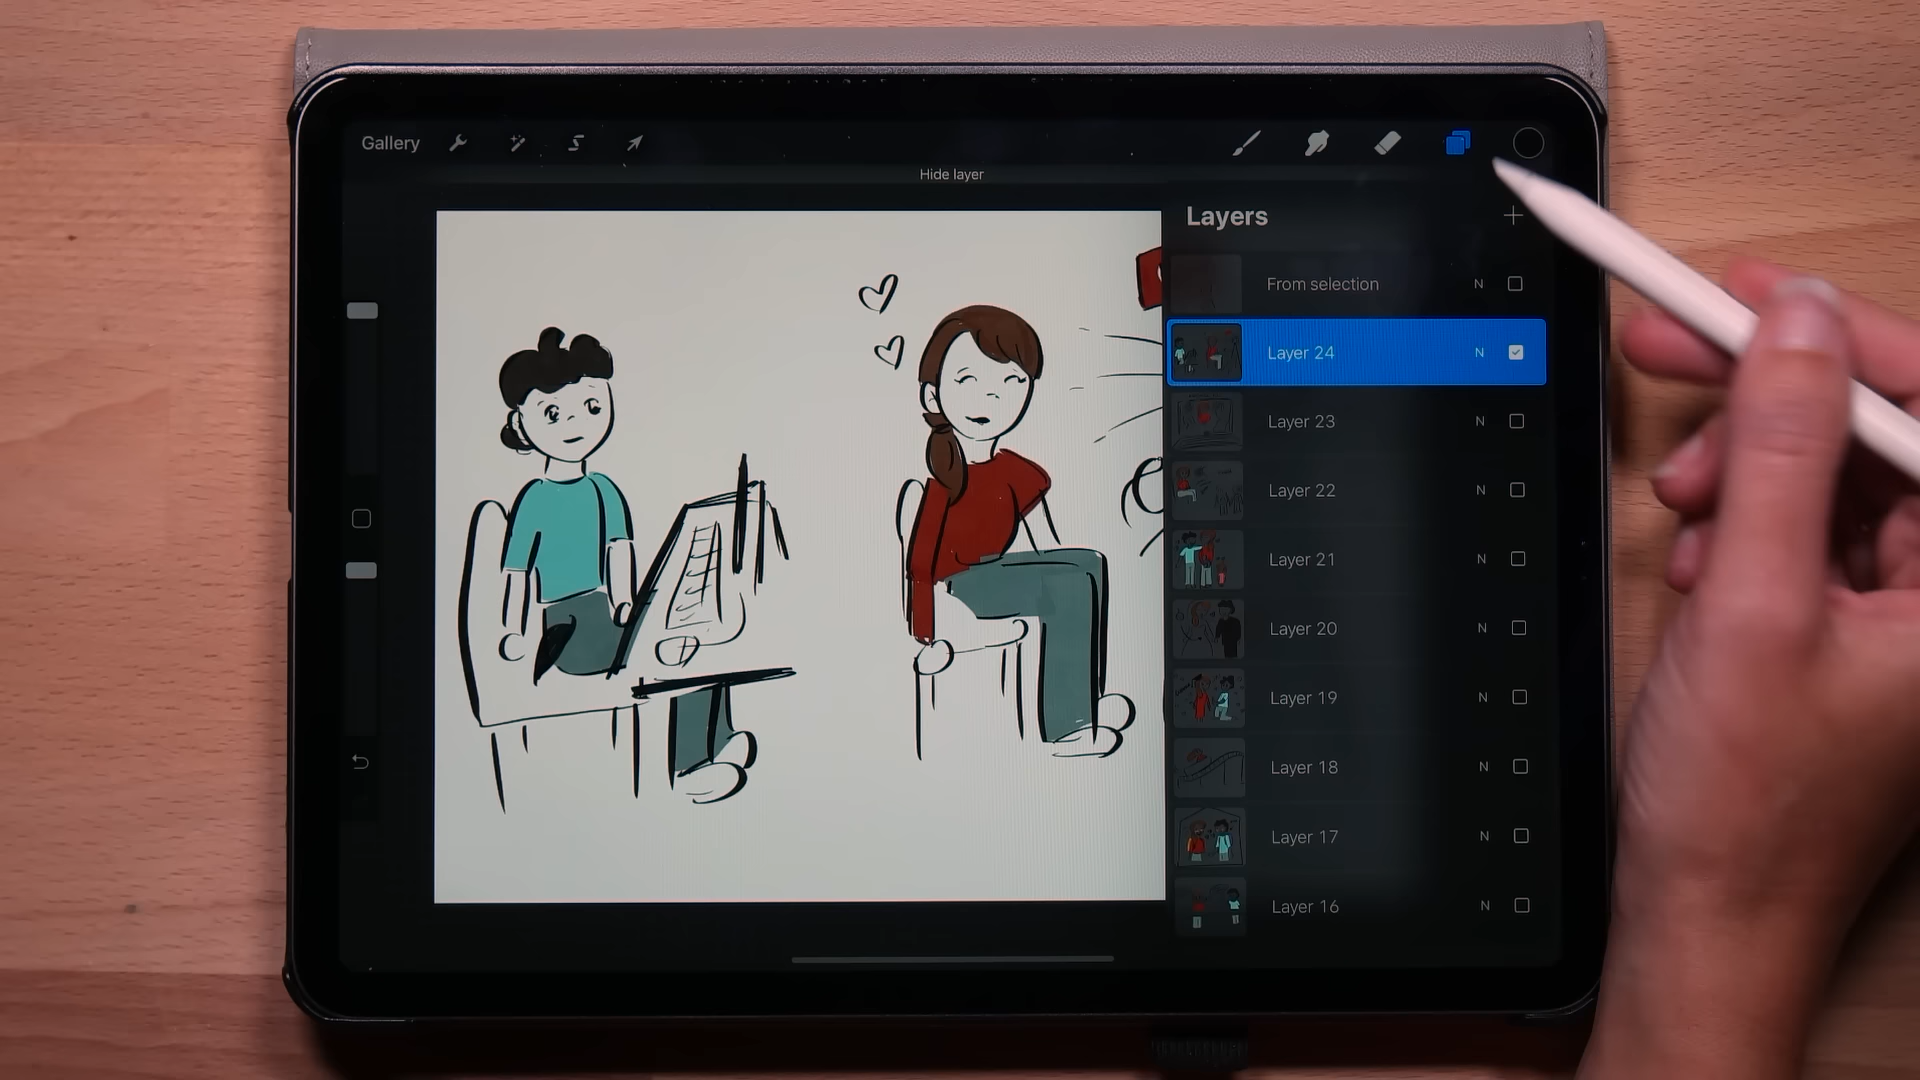 Gallery
Hide layer
Layers
From selection N
Layer 24 N
Layer 23 N
Layer 22 N
Layer 21 N
Layer 20 N
Layer 19 N
Layer 18 N
Layer 17 N
Layer 16 N